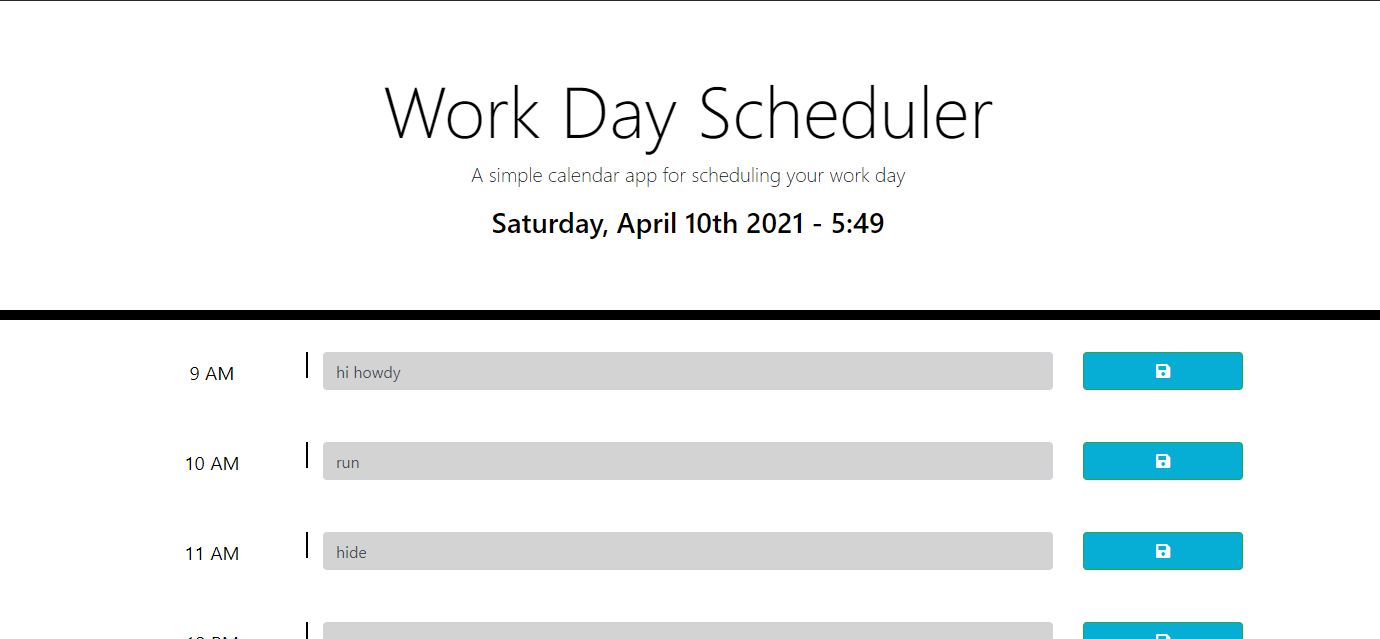 Work Day Scheduler
A simple calendar app for scheduling your work day
Saturday, April 10th 2021 - 5:49
9 AM
hi howdy
10 AM
run
11 AM
hide